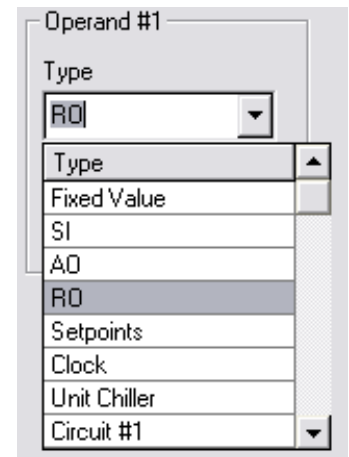 Operand #1
Type
RO
Type
Fixed Value
SI
AO
RO
Setpoints
Clock
Unit Chiller
Circuit #1